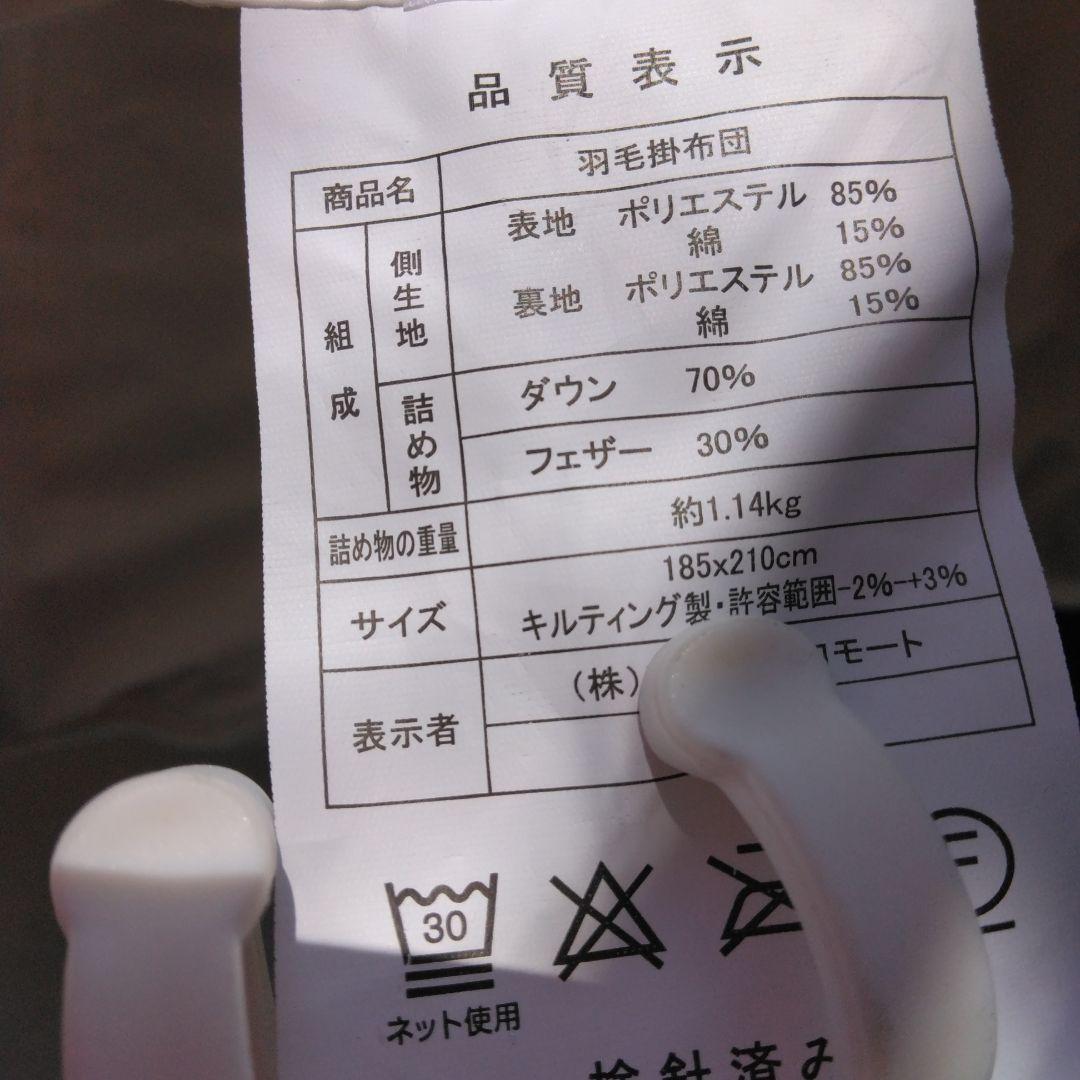 品質表示
商品名 羽毛掛布団
組成 側生地 表地 ポリエステル 85%
綿 15%
裏地 ポリエステル 85%
綿 15%
詰め物 ダウン 70%
フェザー 30%
詰め物の重量 約1.14kg
サイズ 185x210cm
キルティング製・許容範囲-2%-+3%
表示者 (株) モート
30
ネット使用
検針済み